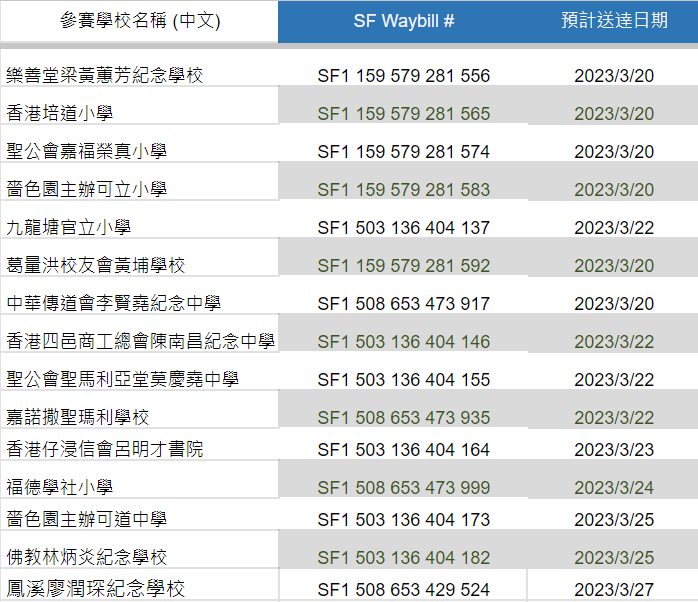 參賽學校名稱 (中文) SF Waybill # 預計送達日期
樂善堂梁黃蕙芳紀念學校 SF1 159 579 281 556 2023/3/20
香港培道小學 SF1 159 579 281 565 2023/3/20
聖公會嘉福榮真小學 SF1 159 579 281 574 2023/3/20
嗇色園主辦可立小學 SF1 159 579 281 583 2023/3/20
九龍塘官立小學 SF1 503 136 404 137 2023/3/22
葛量洪校友會黃埔學校 SF1 159 579 281 592 2023/3/20
中華傳道會李賢堯紀念中學 SF1 508 653 473 917 2023/3/20
香港四邑商工總會陳南昌紀念中學 SF1 503 136 404 146 2023/3/22
聖公會聖馬利亞堂莫慶堯中學 SF1 503 136 404 155 2023/3/22
嘉諾撒聖瑪利學校 SF1 508 653 473 935 2023/3/22
香港仔浸信會呂明才書院 SF1 503 136 404 164 2023/3/23
福德學社小學 SF1 508 653 473 999 2023/3/24
嗇色園主辦可道中學 SF1 503 136 404 173 2023/3/25
佛教林炳炎紀念學校 SF1 503 136 404 182 2023/3/25
鳳溪廖潤琛紀念學校 SF1 508 653 429 524 2023/3/27